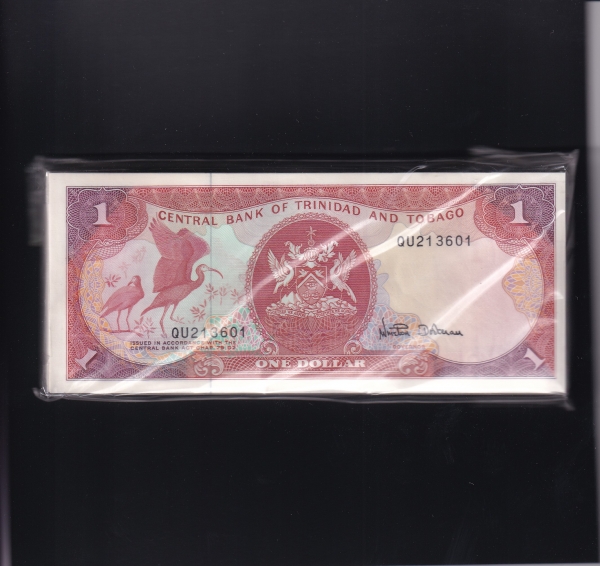 1 1
CENTRAL BANK OF TRINIDAD AND TOBAGO
QU213601
QU213601
ISSUED IN ACCORDANCE WITH THE
CENTRAL BANK ACT CHAP. 79:02
1 ONE DOLLAR 1